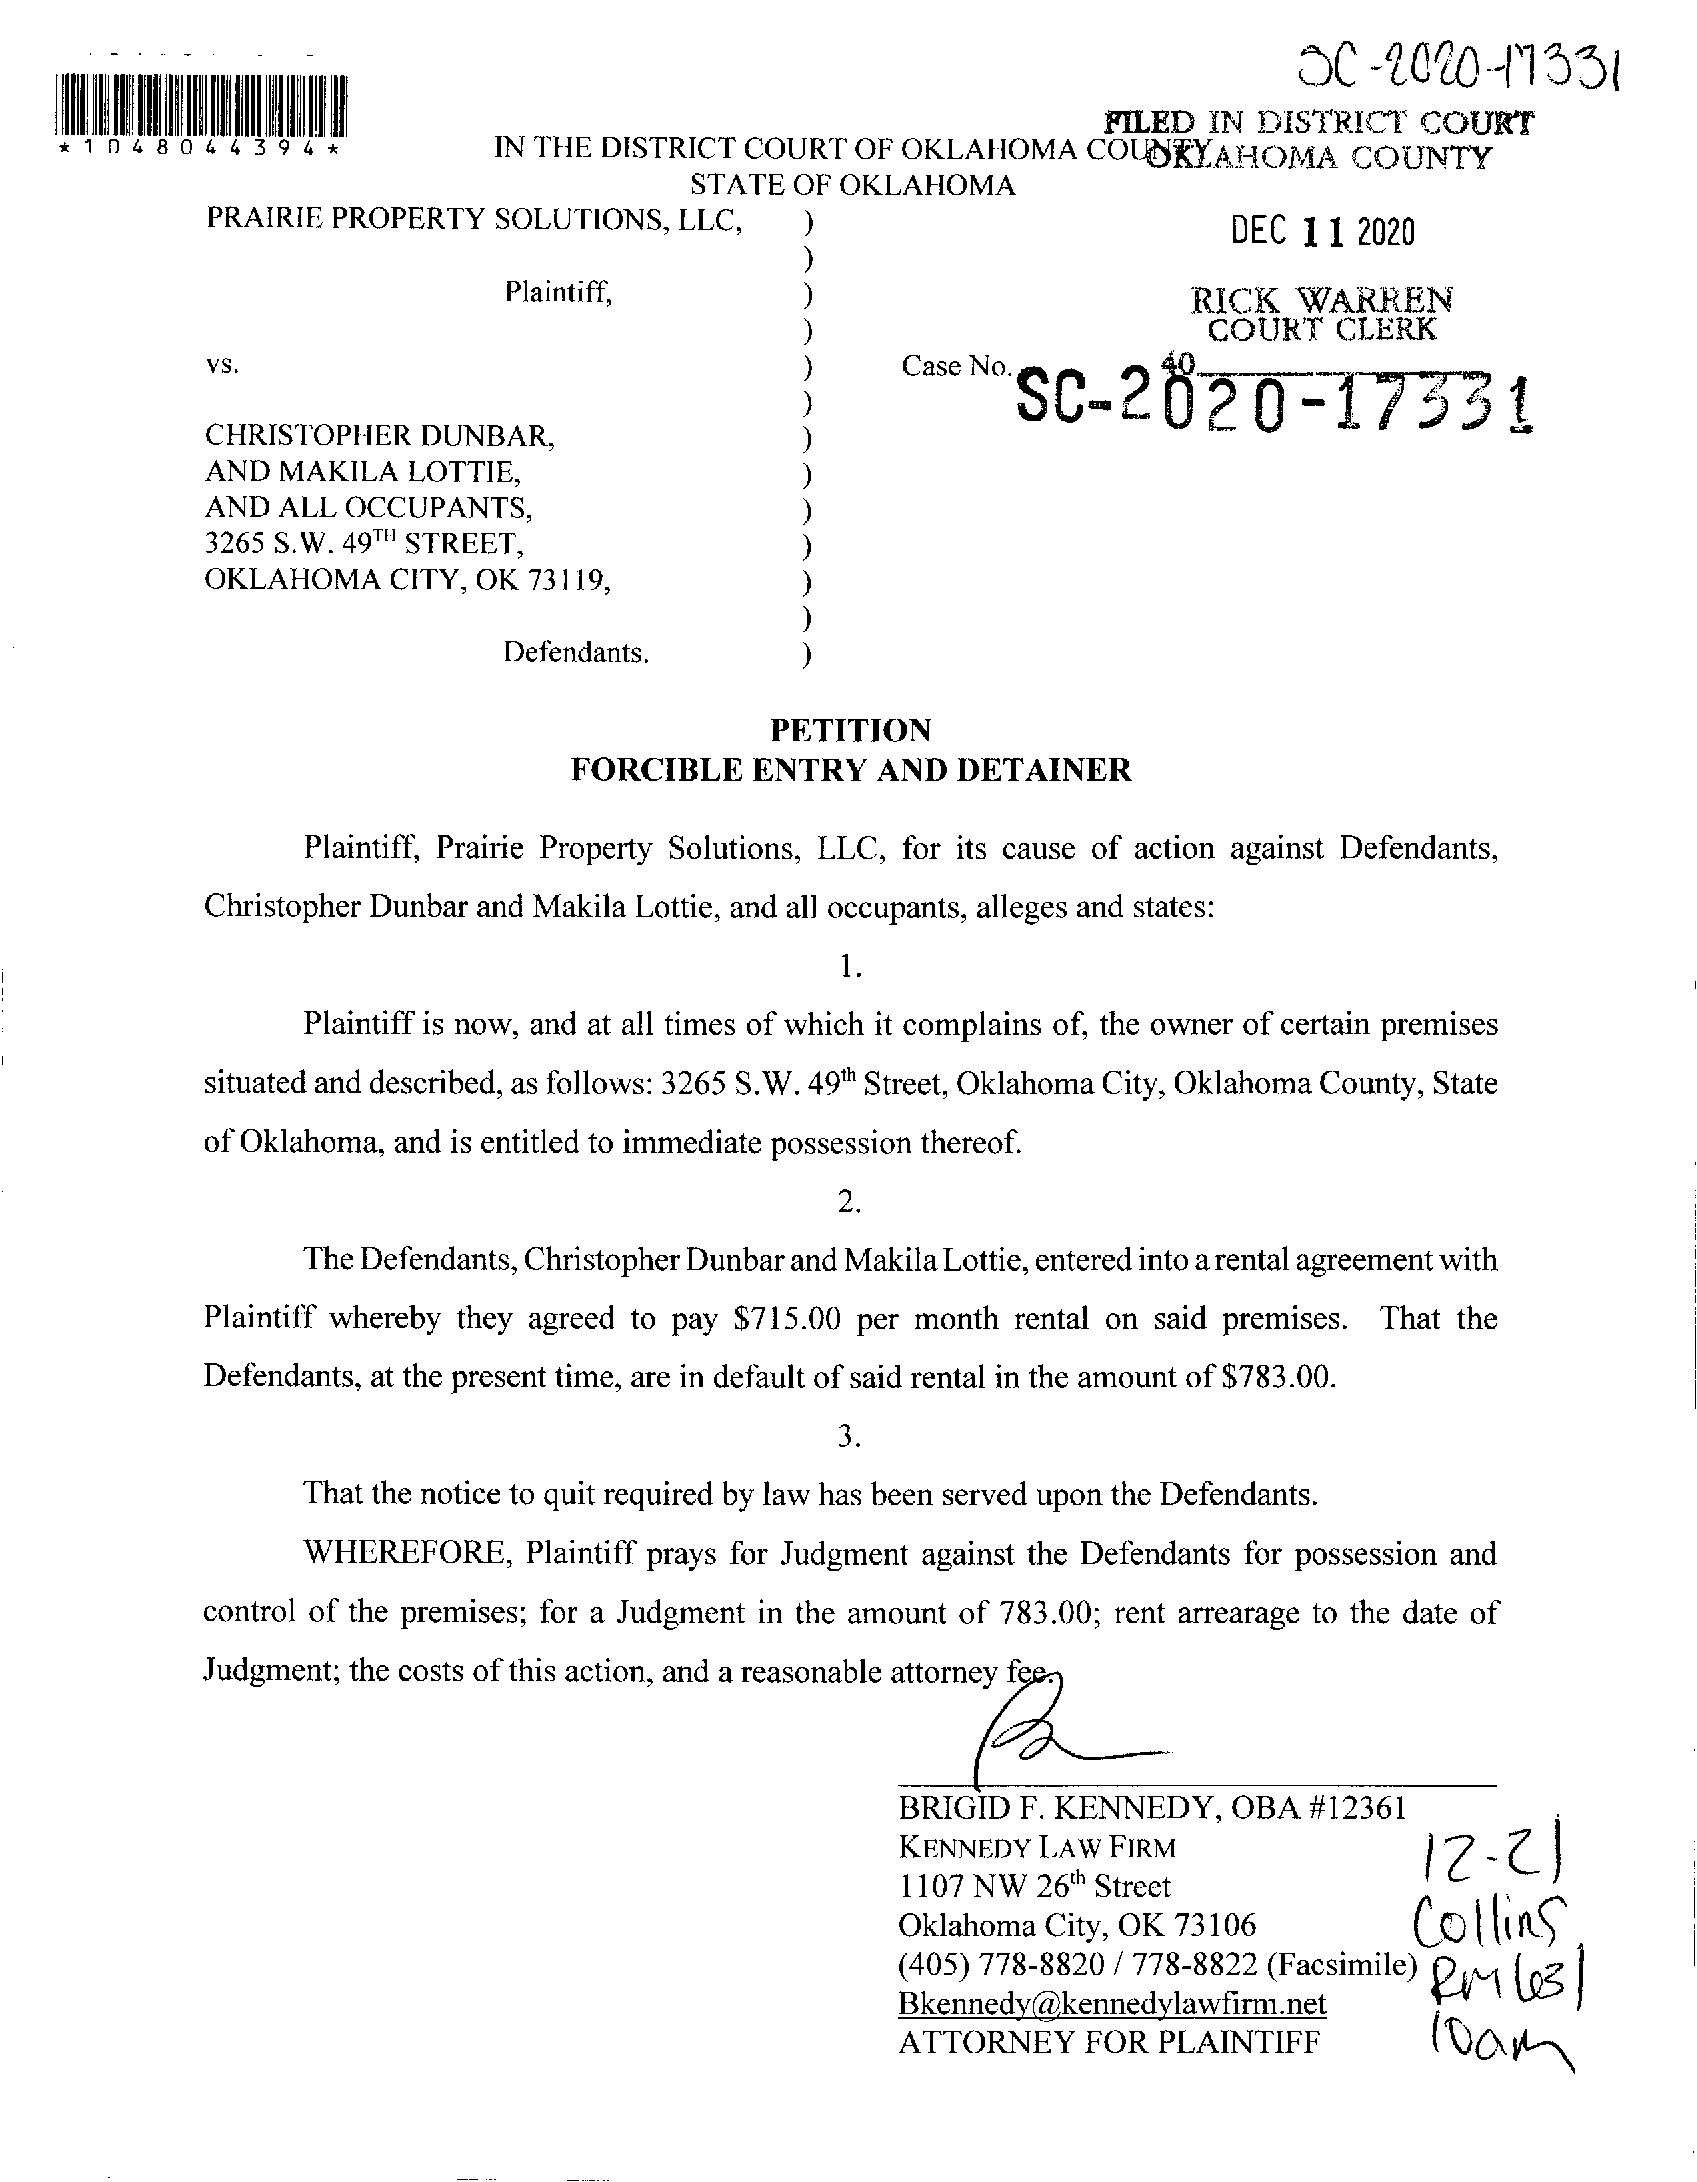 SC-2020-17331
FILED IN DISTRICT COURT
OKLAHOMA COUNTY
*1048044394*
IN THE DISTRICT COURT OF OKLAHOMA COUNTY
STATE OF OKLAHOMA
PRAIRIE PROPERTY SOLUTIONS, LLC, )
DEC 11 2020
)
Plaintiff, )
RICK WARREN
COURT CLERK
)
40
vs. ) Case No. SC-2020-17331
)
CHRISTOPHER DUNBAR, )
AND MAKILA LOTTIE, )
AND ALL OCCUPANTS, )
3265 S.W. 49TH STREET, )
OKLAHOMA CITY, OK 73119, )
)
Defendants. )
PETITION
FORCIBLE ENTRY AND DETAINER
Plaintiff, Prairie Property Solutions, LLC, for its cause of action against Defendants,
Christopher Dunbar and Makila Lottie, and all occupants, alleges and states:
1.
Plaintiff is now, and at all times of which it complains of, the owner of certain premises
situated and described, as follows: 3265 S.W. 49th Street, Oklahoma City, Oklahoma County, State
of Oklahoma, and is entitled to immediate possession thereof.
2.
The Defendants, Christopher Dunbar and Makila Lottie, entered into a rental agreement with
Plaintiff whereby they agreed to pay $715.00 per month rental on said premises. That the
Defendants, at the present time, are in default of said rental in the amount of $783.00.
3.
That the notice to quit required by law has been served upon the Defendants.
WHEREFORE, Plaintiff prays for Judgment against the Defendants for possession and
control of the premises; for a Judgment in the amount of 783.00; rent arrearage to the date of
Judgment; the costs of this action, and a reasonable attorney fee.
BRIGID F. KENNEDY, OBA #12361
KENNEDY LAW FIRM
1107 NW 26th Street
Oklahoma City, OK 73106
(405) 778-8820 / 778-8822 (Facsimile)
Bkennedy@kennedylawfirm.net
ATTORNEY FOR PLAINTIFF
12-21
Collins
RM 631
10am